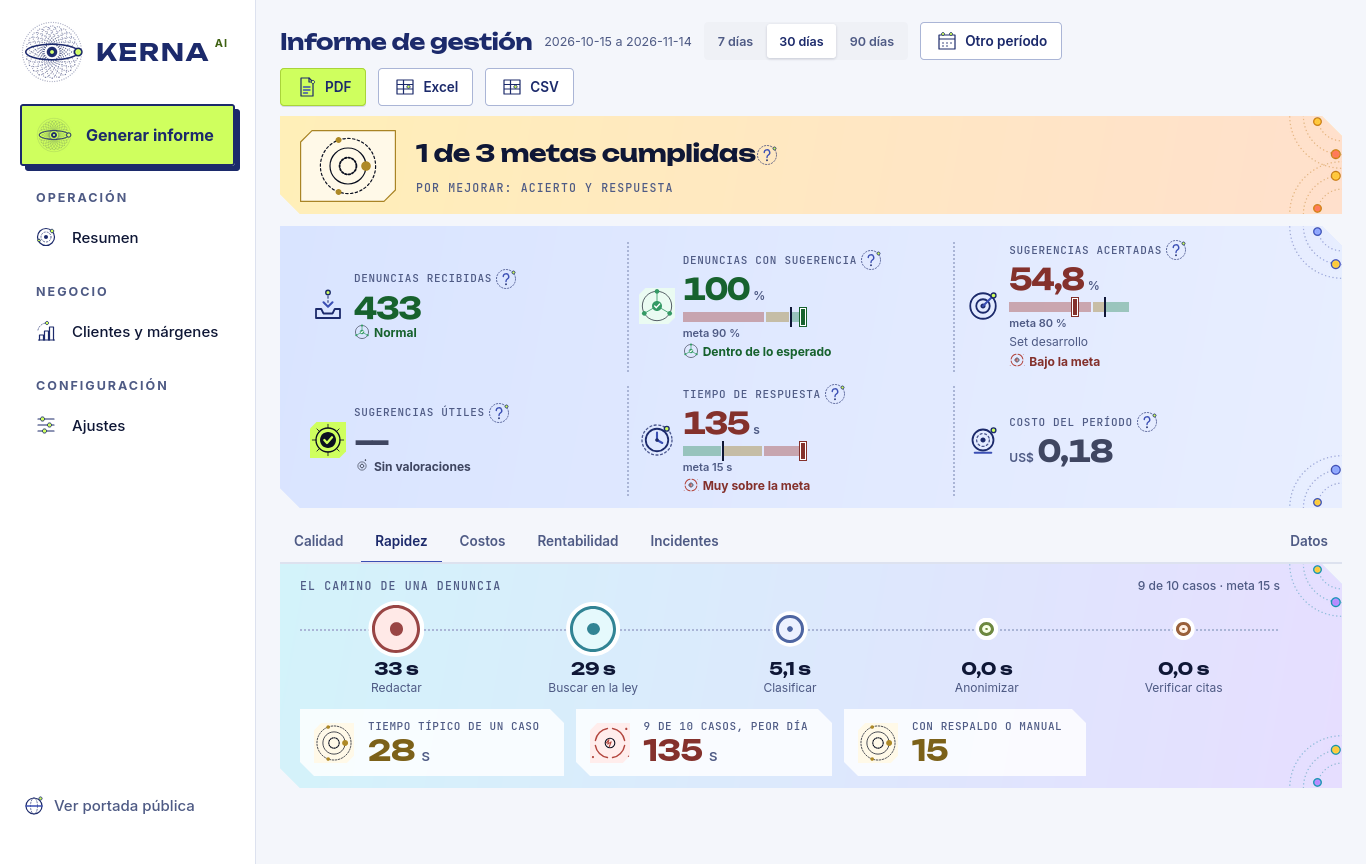 KERNA AI
Generar informe
OPERACIÓN
Resumen
NEGOCIO
Clientes y márgenes
CONFIGURACIÓN
Ajustes
Ver portada pública
Informe de gestión 2026-10-15 a 2026-11-14 7 días 30 días 90 días Otro período
PDF Excel CSV
1 de 3 metas cumplidas ?
POR MEJORAR: ACIERTO Y RESPUESTA
DENUNCIAS RECIBIDAS ?
433
Normal
DENUNCIAS CON SUGERENCIA ?
100 %
meta 90 %
Dentro de lo esperado
SUGERENCIAS ACERTADAS ?
54,8 %
meta 80 %
Set desarrollo
Bajo la meta
SUGERENCIAS ÚTILES ?
—
Sin valoraciones
TIEMPO DE RESPUESTA ?
135 s
meta 15 s
Muy sobre la meta
COSTO DEL PERÍODO ?
US$ 0,18
Calidad Rapidez Costos Rentabilidad Incidentes Datos
EL CAMINO DE UNA DENUNCIA 9 de 10 casos · meta 15 s
33 s 29 s 5,1 s 0,0 s 0,0 s
Redactar Buscar en la ley Clasificar Anonimizar Verificar citas
TIEMPO TÍPICO DE UN CASO
28 s
9 DE 10 CASOS, PEOR DÍA
135 s
CON RESPALDO O MANUAL
15